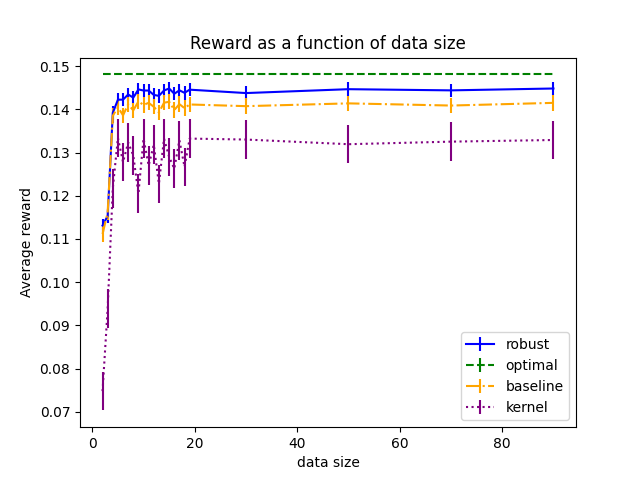 Reward as a function of data size
Average reward
0.15
0.14
0.13
0.12
0.11
0.10
0.09
0.08
0.07
0
20
40
60
80
data size
robust
optimal
baseline
kernel